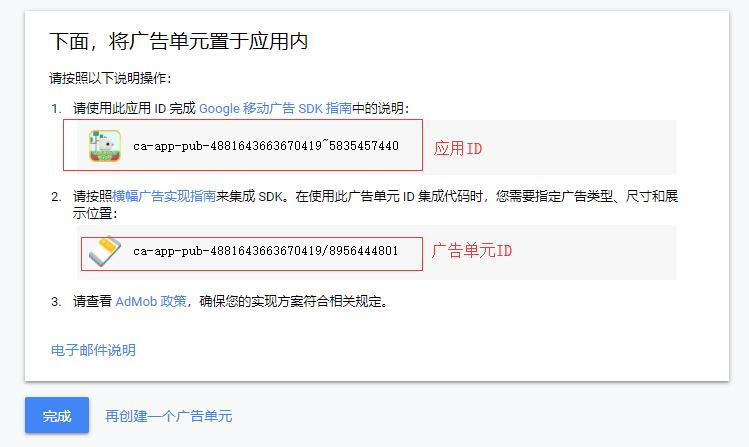 下面，将广告单元置于应用内
请按照以下说明操作：
1. 请使用此应用 ID 完成 Google 移动广告 SDK 指南中的说明：
ca-app-pub-4881643663670419~5835457440 应用ID
2. 请按照横幅广告实现指南来集成 SDK。在使用此广告单元 ID 集成代码时，您需要指定广告类型、尺寸和展
示位置：
ca-app-pub-4881643663670419/8956444801 广告单元ID
3. 请查看 AdMob 政策，确保您的实现方案符合相关规定。
电子邮件说明
完成 再创建一个广告单元